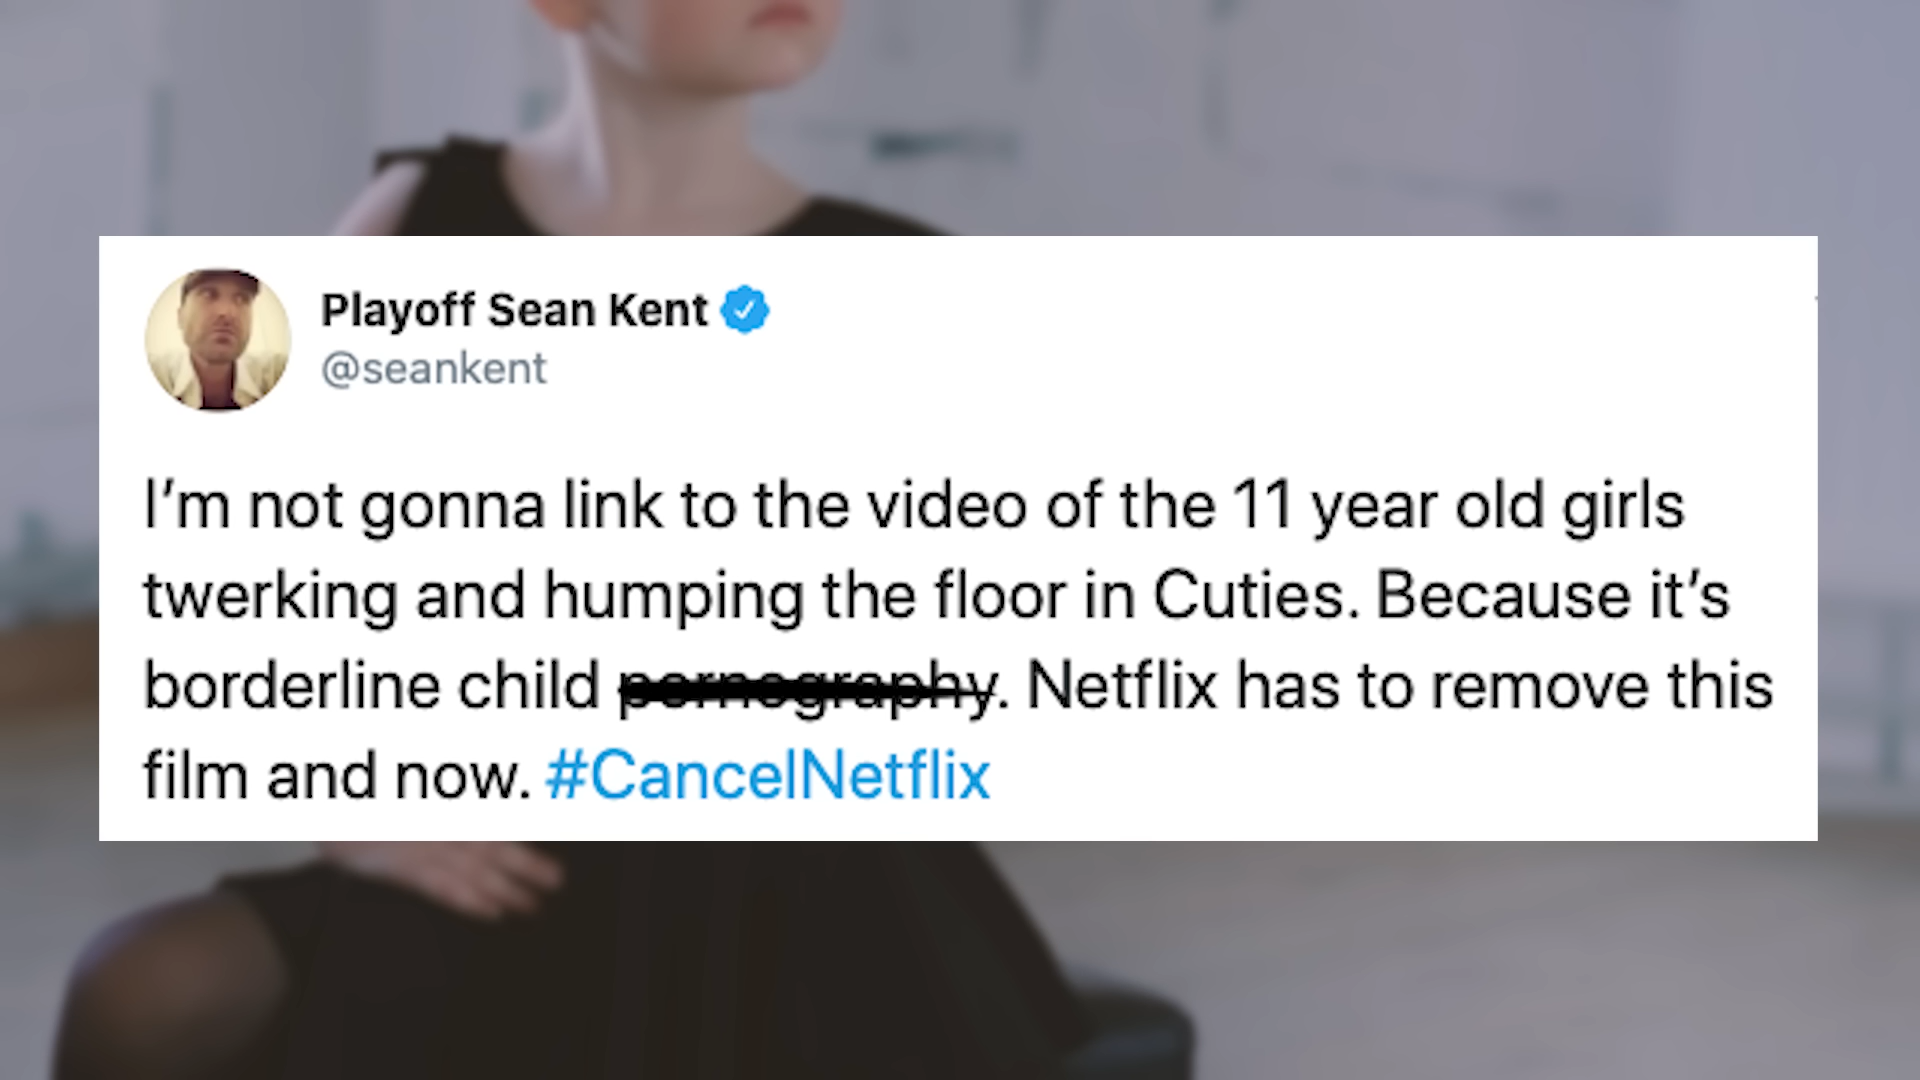 Playoff Sean Kent
@seankent
I’m not gonna link to the video of the 11 year old girls
twerking and humping the floor in Cuties. Because it’s
borderline child pornography. Netflix has to remove this
film and now. #CancelNetflix